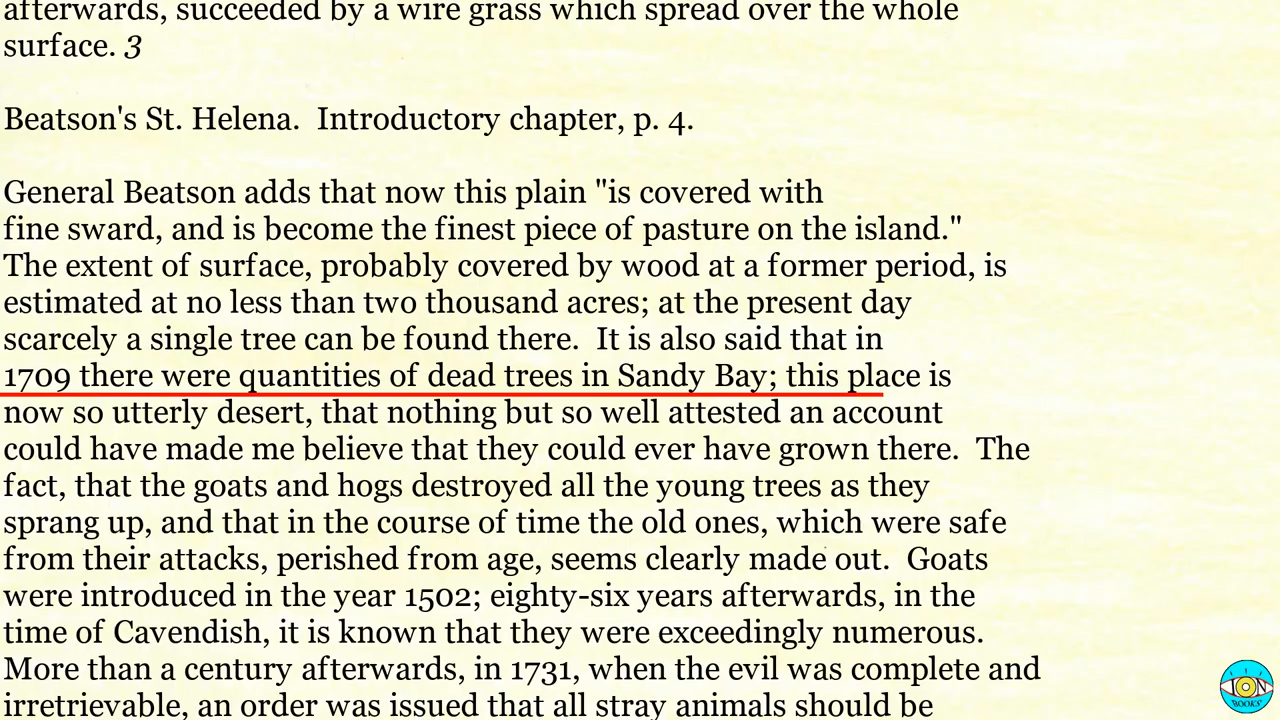 afterwards, succeeded by a wire grass which spread over the whole
surface. 3
Beatson's St. Helena.  Introductory chapter, p. 4.
General Beatson adds that now this plain "is covered with
fine sward, and is become the finest piece of pasture on the island."
The extent of surface, probably covered by wood at a former period, is
estimated at no less than two thousand acres; at the present day
scarcely a single tree can be found there.  It is also said that in
1709 there were quantities of dead trees in Sandy Bay; this place is
now so utterly desert, that nothing but so well attested an account
could have made me believe that they could ever have grown there.  The
fact, that the goats and hogs destroyed all the young trees as they
sprang up, and that in the course of time the old ones, which were safe
from their attacks, perished from age, seems clearly made out.  Goats
were introduced in the year 1502; eighty-six years afterwards, in the
time of Cavendish, it is known that they were exceedingly numerous.
More than a century afterwards, in 1731, when the evil was complete and
irretrievable, an order was issued that all stray animals should be
ION
BOOKS